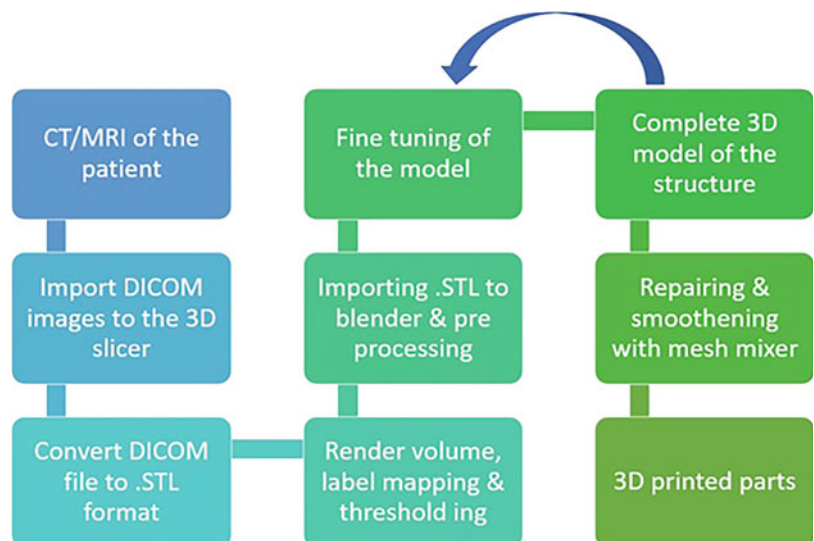 CT/MRI of the
patient
Import DICOM
images to the 3D
slicer
Convert DICOM
file to .STL
format
Render volume,
label mapping &
threshold ing
Importing .STL to
blender & pre
processing
Fine tuning of
the model
Complete 3D
model of the
structure
Repairing &
smoothening
with mesh mixer
3D printed parts